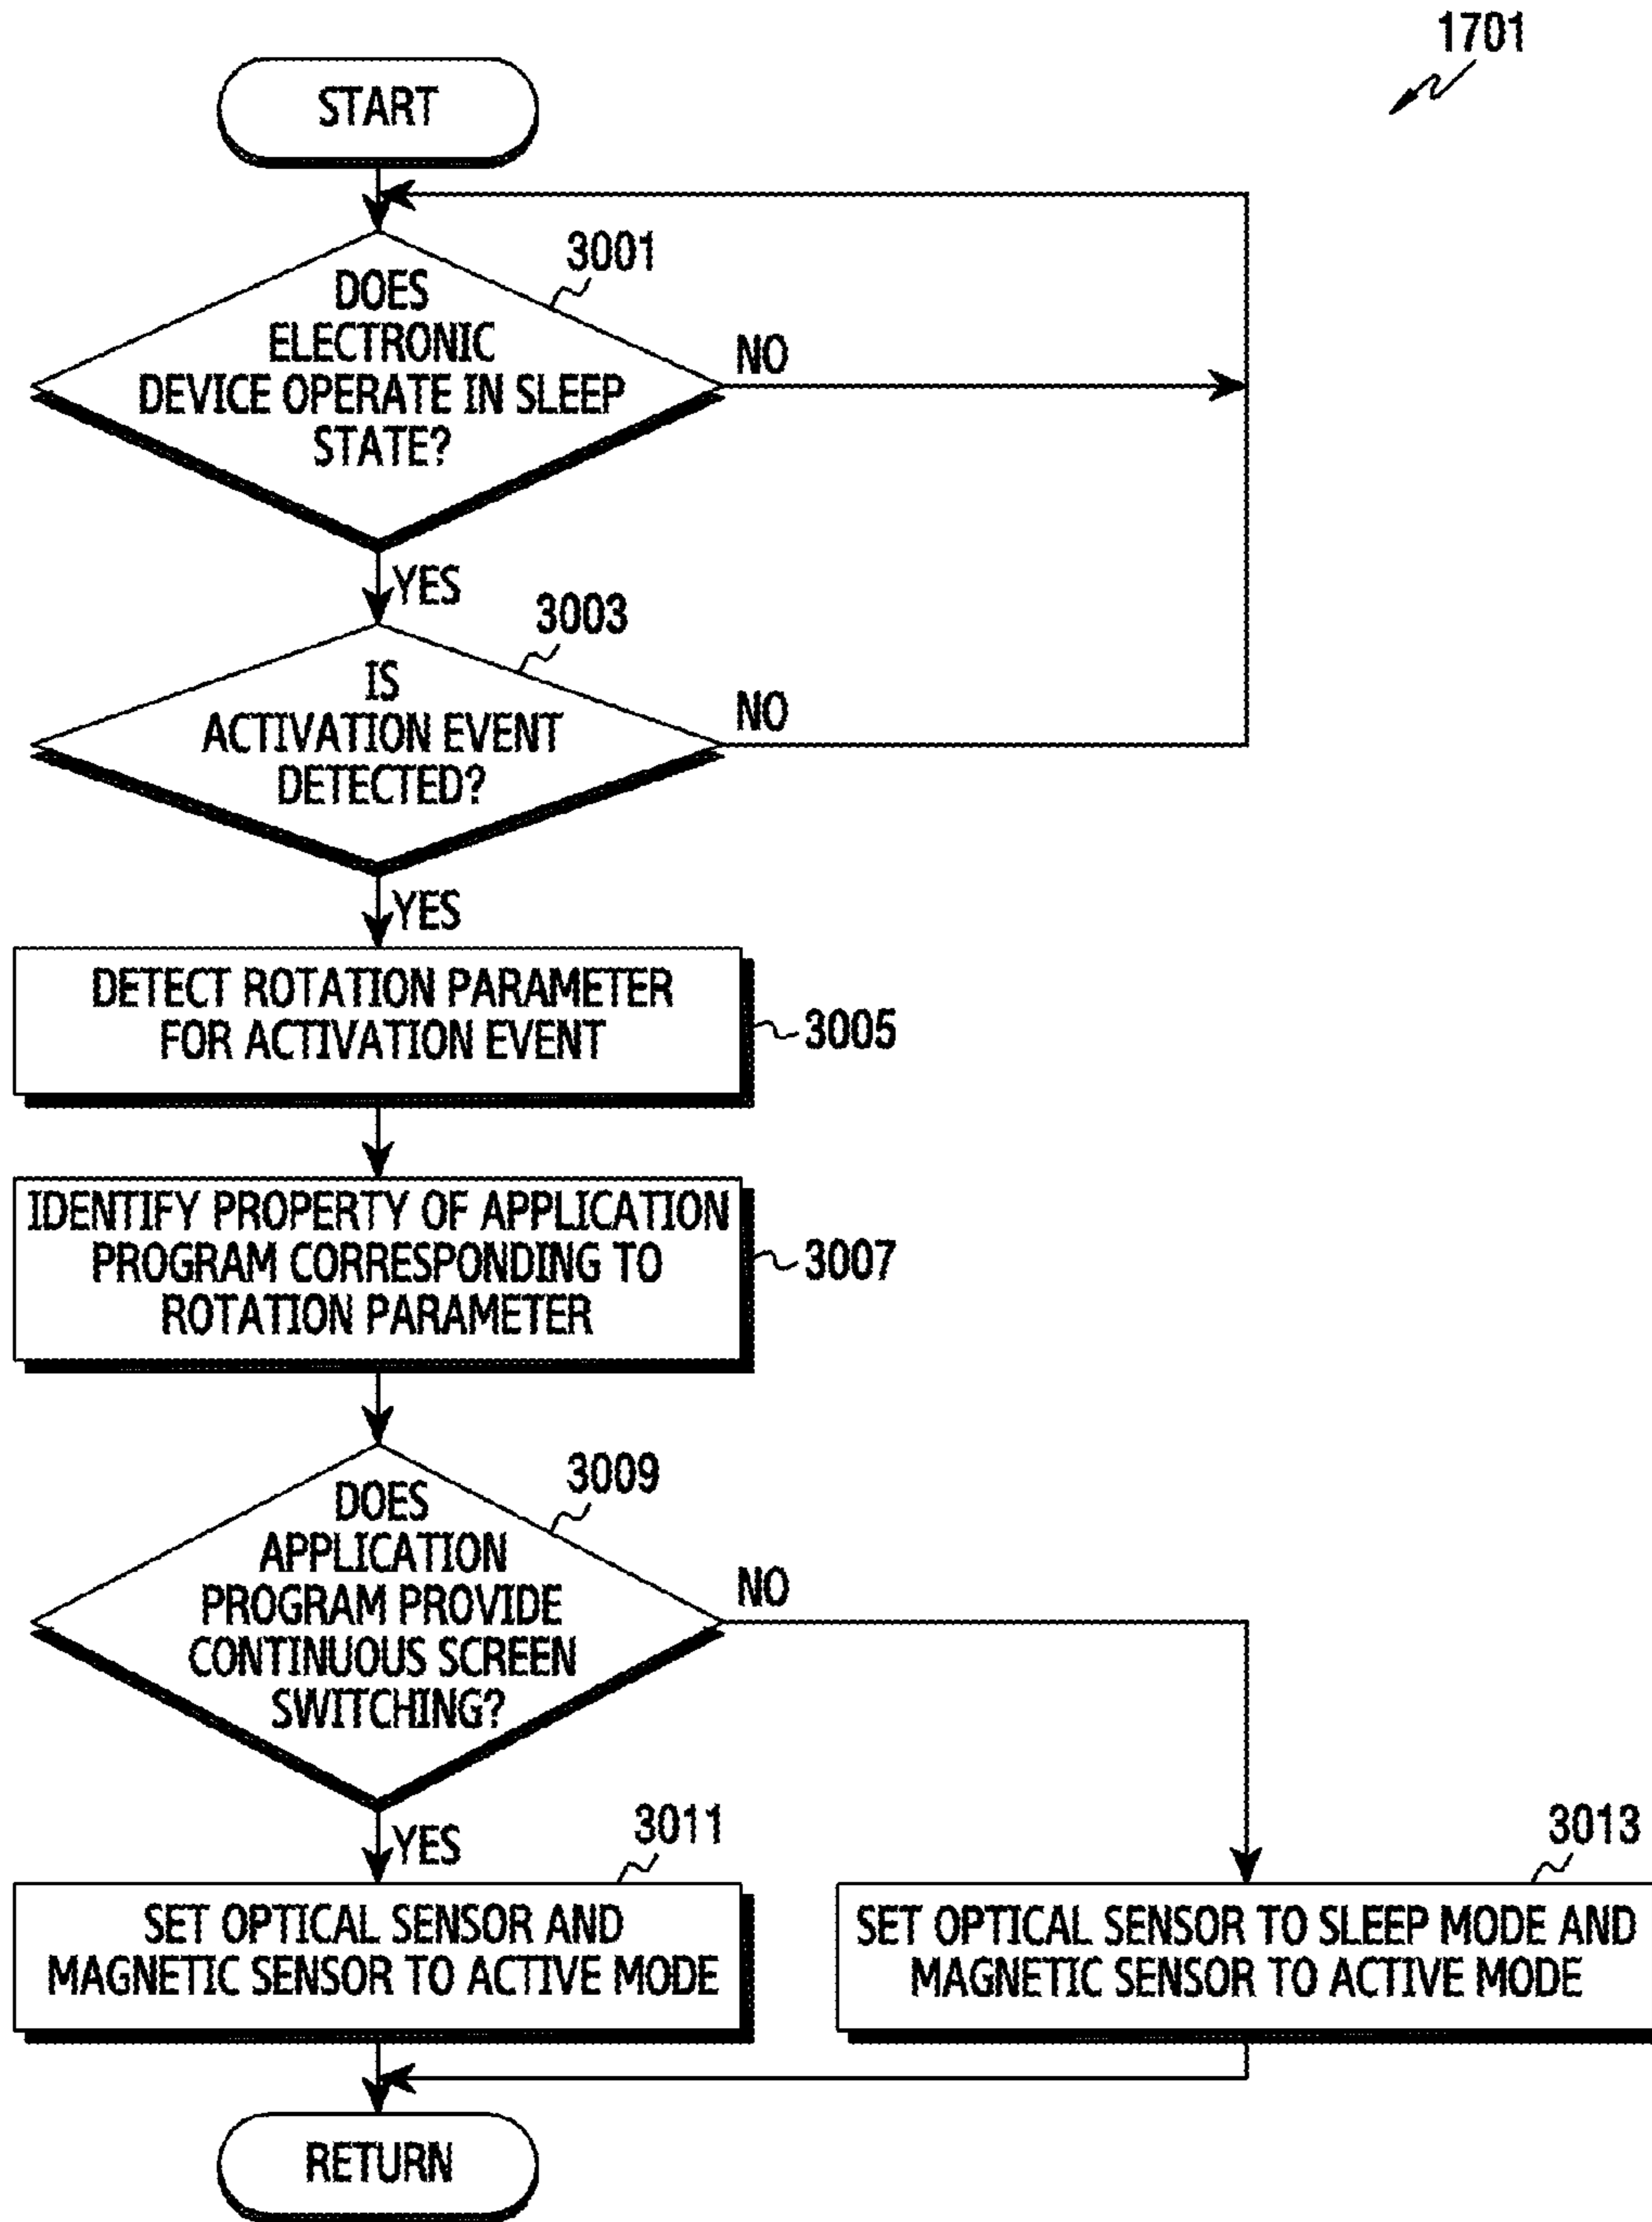 1701
START
3001
DOES
ELECTRONIC
DEVICE OPERATE IN SLEEP
STATE?
NO
YES
3003
IS
ACTIVATION EVENT
DETECTED?
NO
YES
DETECT ROTATION PARAMETER
FOR ACTIVATION EVENT
3005
IDENTIFY PROPERTY OF APPLICATION
PROGRAM CORRESPONDING TO
ROTATION PARAMETER
3007
3009
DOES
APPLICATION
PROGRAM PROVIDE
CONTINUOUS SCREEN
SWITCHING?
NO
YES
3011
SET OPTICAL SENSOR AND
MAGNETIC SENSOR TO ACTIVE MODE
3013
SET OPTICAL SENSOR TO SLEEP MODE AND
MAGNETIC SENSOR TO ACTIVE MODE
RETURN